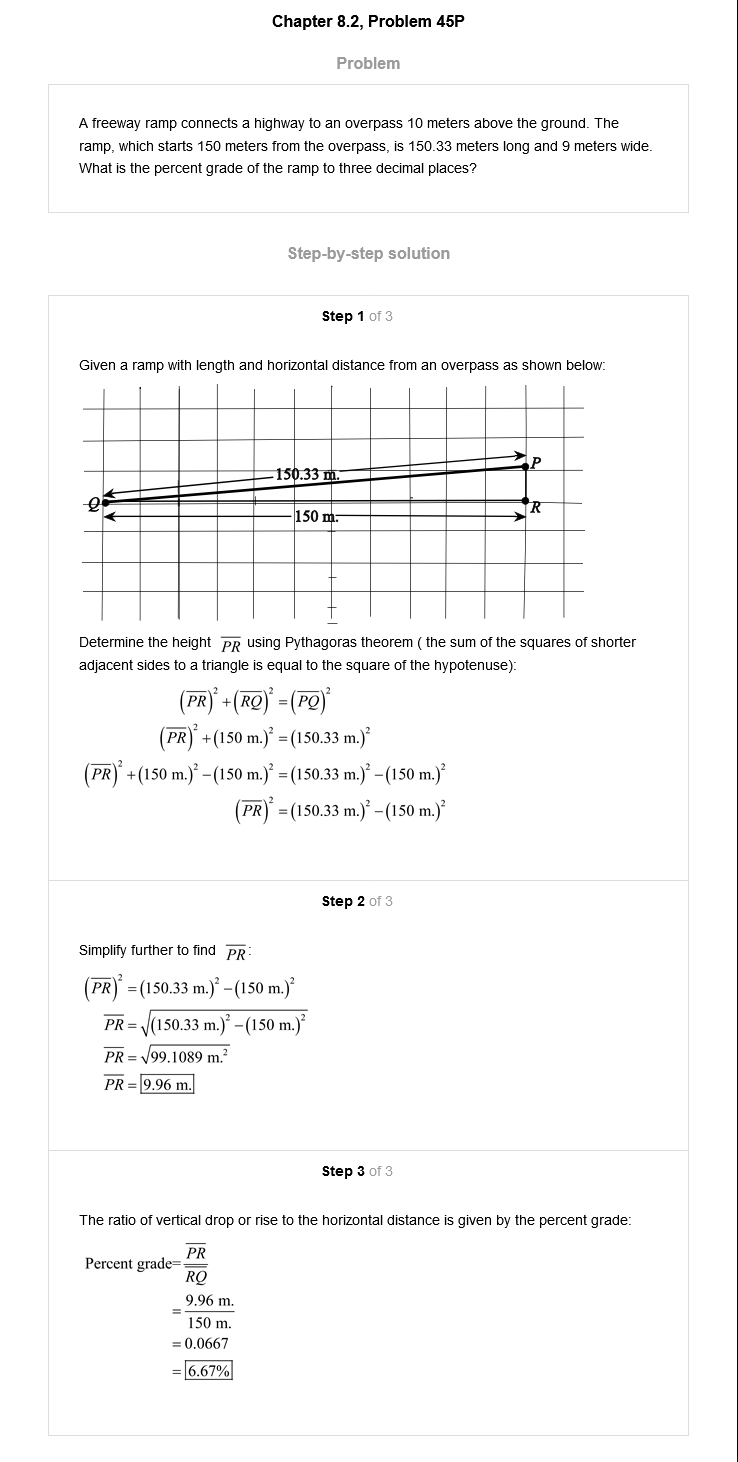 Chapter 8.2, Problem 45P
Problem
A freeway ramp connects a highway to an overpass 10 meters above the ground. The
ramp, which starts 150 meters from the overpass, is 150.33 meters long and 9 meters wide.
What is the percent grade of the ramp to three decimal places?
Step-by-step solution
Step 1 of 3
Given a ramp with length and horizontal distance from an overpass as shown below:
P
150.33 m.
Q
R
150 m.
Determine the height \(\overline{PR}\) using Pythagoras theorem ( the sum of the squares of shorter
adjacent sides to a triangle is equal to the square of the hypotenuse):
\((\overline{PR})^2+(\overline{RQ})^2=(\overline{PQ})^2\)
\((\overline{PR})^2+(150\text{ m.})^2=(150.33\text{ m.})^2\)
\((\overline{PR})^2+(150\text{ m.})^2-(150\text{ m.})^2=(150.33\text{ m.})^2-(150\text{ m.})^2\)
\((\overline{PR})^2=(150.33\text{ m.})^2-(150\text{ m.})^2\)
Step 2 of 3
Simplify further to find \(\overline{PR}\):
\((\overline{PR})^2=(150.33\text{ m.})^2-(150\text{ m.})^2\)
\(\overline{PR}=\sqrt{(150.33\text{ m.})^2-(150\text{ m.})^2}\)
\(\overline{PR}=\sqrt{99.1089\text{ m.}^2}\)
\(\overline{PR}=\boxed{9.96\text{ m.}}\)
Step 3 of 3
The ratio of vertical drop or rise to the horizontal distance is given by the percent grade:
\(\text{Percent grade}=\frac{\overline{PR}}{\overline{RQ}}\)
\(=\frac{9.96\text{ m.}}{150\text{ m.}}\)
\(=0.0667\)
\(=\boxed{6.67\%}\)